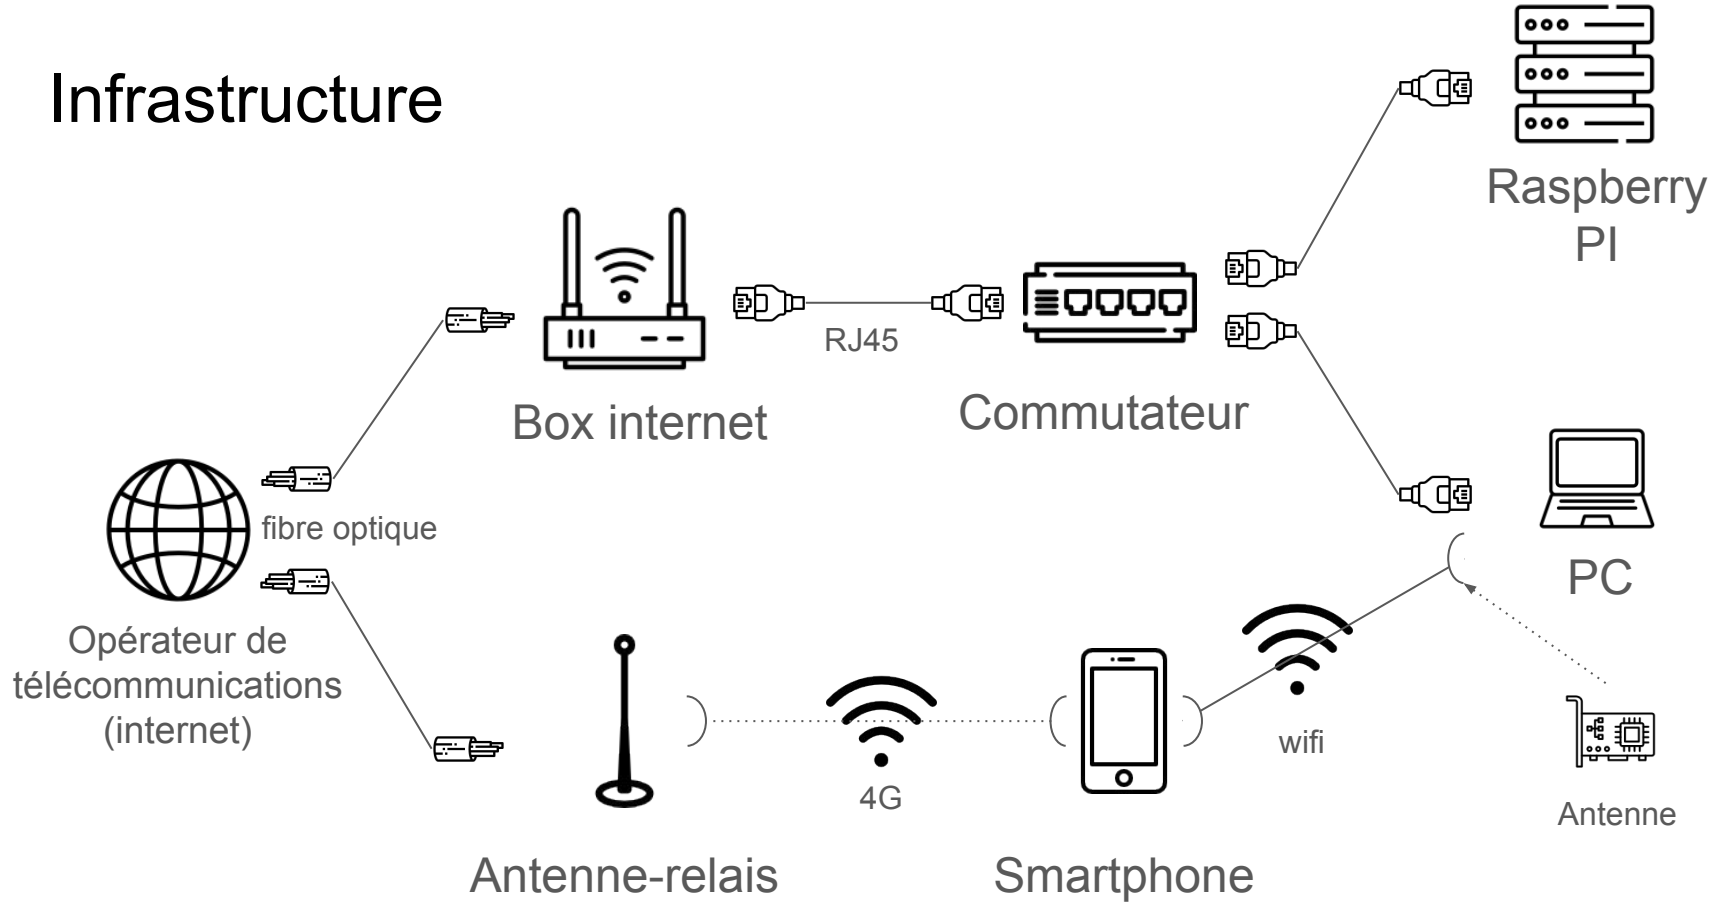 Infrastructure
Raspberry
PI
RJ45
Box internet
Commutateur
fibre optique
PC
Opérateur de
télécommunications
(internet)
wifi
4G
Antenne
Antenne-relais
Smartphone